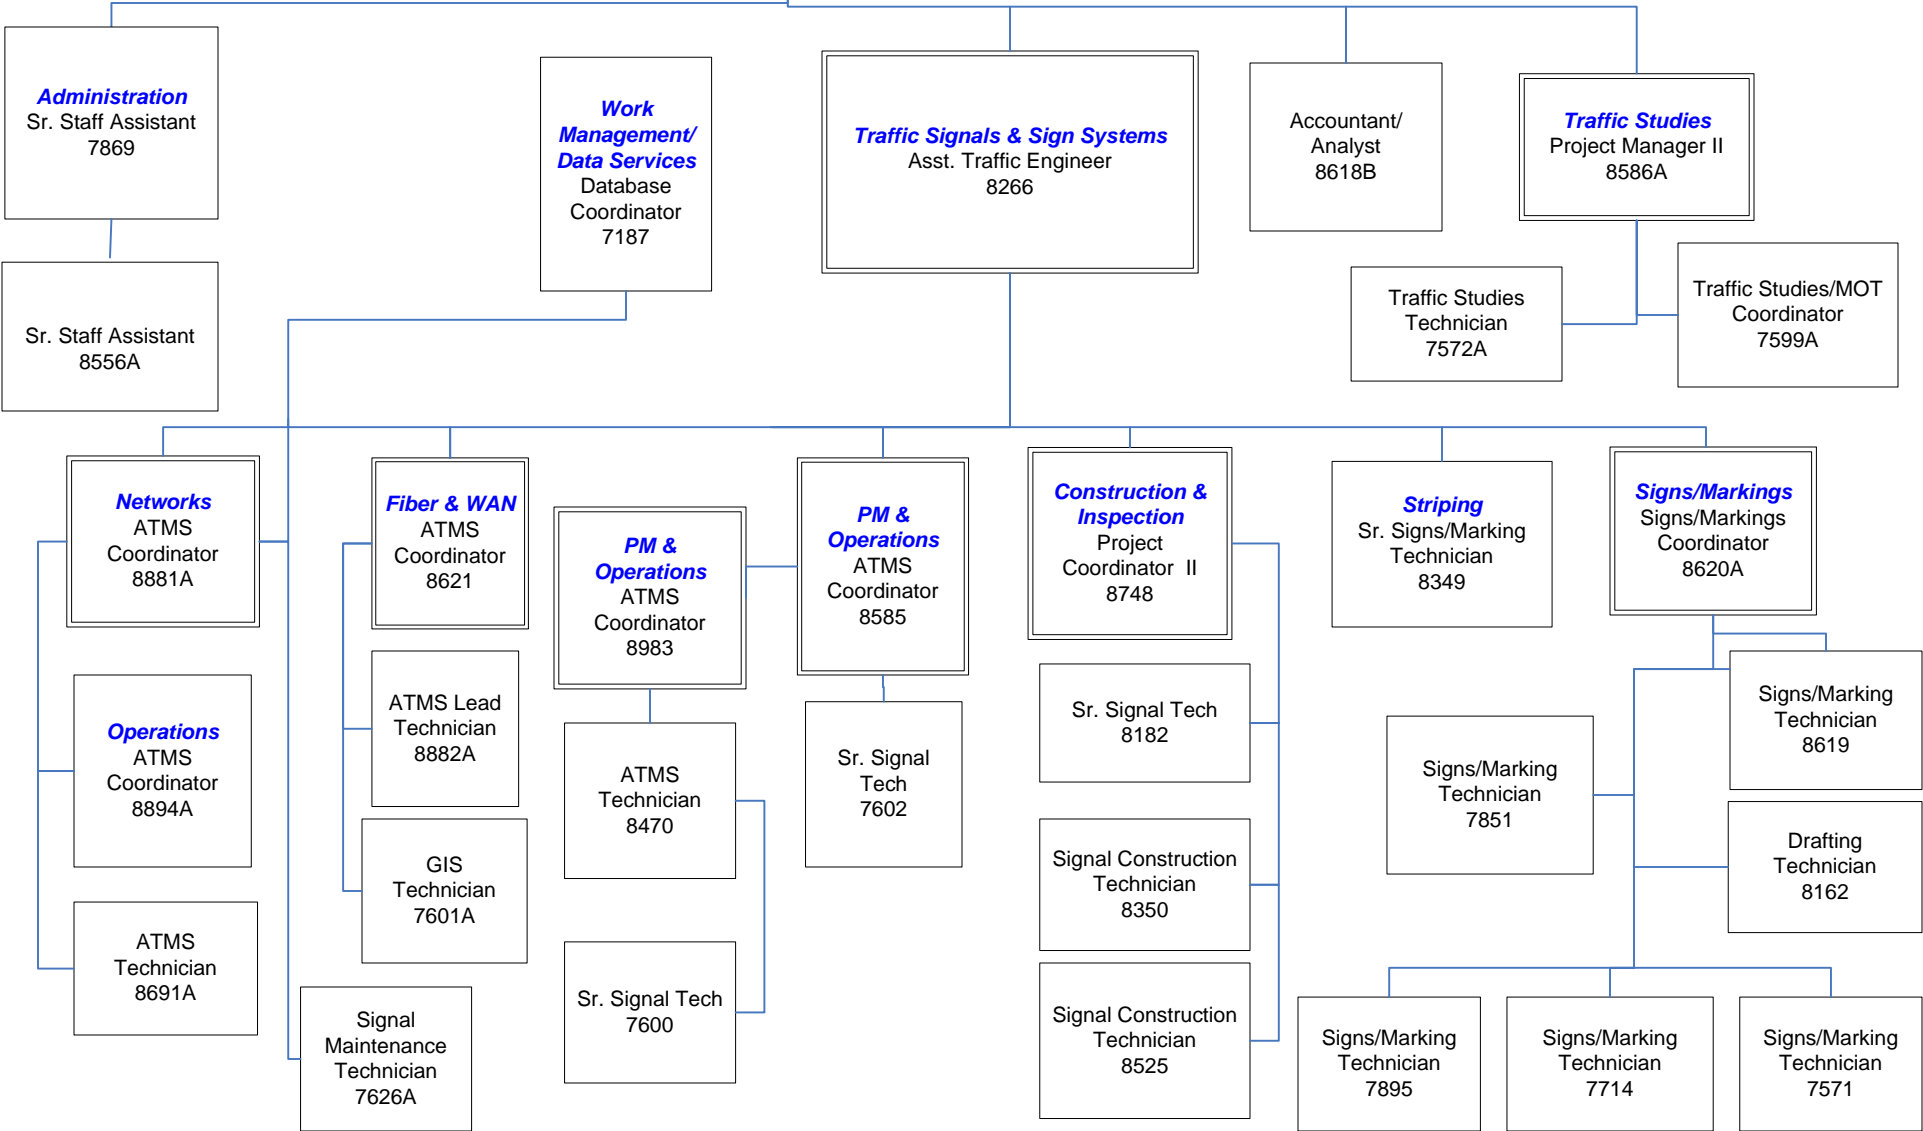 Administration
Sr. Staff Assistant
7869
Work
Management/
Data Services
Database
Coordinator
7187
Traffic Signals & Sign Systems
Asst. Traffic Engineer
8266
Accountant/
Analyst
8618B
Traffic Studies
Project Manager II
8586A
Sr. Staff Assistant
8556A
Traffic Studies
Technician
7572A
Traffic Studies/MOT
Coordinator
7599A
Networks
ATMS
Coordinator
8881A
Fiber & WAN
ATMS
Coordinator
8621
PM &
Operations
ATMS
Coordinator
8983
PM &
Operations
ATMS
Coordinator
8585
Construction &
Inspection
Project
Coordinator  II
8748
Striping
Sr. Signs/Marking
Technician
8349
Signs/Markings
Signs/Markings
Coordinator
8620A
Operations
ATMS
Coordinator
8894A
ATMS Lead
Technician
8882A
ATMS
Technician
8470
Sr. Signal
Tech
7602
Sr. Signal Tech
8182
Signs/Marking
Technician
7851
Signs/Marking
Technician
8619
GIS
Technician
7601A
Signal Construction
Technician
8350
Drafting
Technician
8162
ATMS
Technician
8691A
Signal
Maintenance
Technician
7626A
Sr. Signal Tech
7600
Signal Construction
Technician
8525
Signs/Marking
Technician
7895
Signs/Marking
Technician
7714
Signs/Marking
Technician
7571